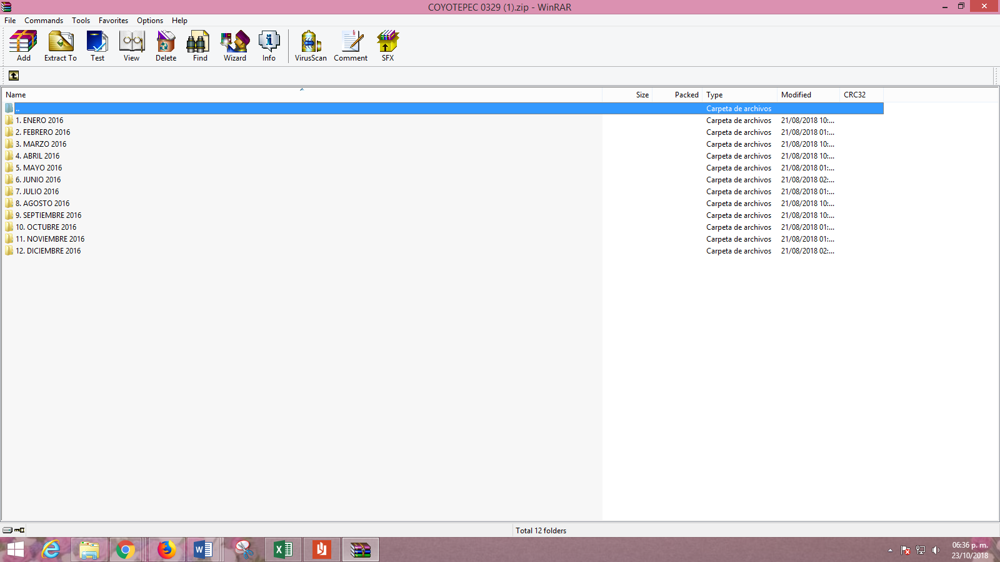 COYOTEPEC 0329 (1).zip - WinRAR
File Commands Tools Favorites Options Help
Add Extract To Test View Delete Find Wizard Info VirusScan Comment SFX
Name Size Packed Type Modified CRC32
.. Carpeta de archivos
1. ENERO 2016 Carpeta de archivos 21/08/2018 10:...
2. FEBRERO 2016 Carpeta de archivos 21/08/2018 01:...
3. MARZO 2016 Carpeta de archivos 21/08/2018 10:...
4. ABRIL 2016 Carpeta de archivos 21/08/2018 10:...
5. MAYO 2016 Carpeta de archivos 21/08/2018 01:...
6. JUNIO 2016 Carpeta de archivos 21/08/2018 02:...
7. JULIO 2016 Carpeta de archivos 21/08/2018 01:...
8. AGOSTO 2016 Carpeta de archivos 21/08/2018 10:...
9. SEPTIEMBRE 2016 Carpeta de archivos 21/08/2018 10:...
10. OCTUBRE 2016 Carpeta de archivos 21/08/2018 01:...
11. NOVIEMBRE 2016 Carpeta de archivos 21/08/2018 01:...
12. DICIEMBRE 2016 Carpeta de archivos 21/08/2018 02:...
Total 12 folders
06:36 p. m.
23/10/2018